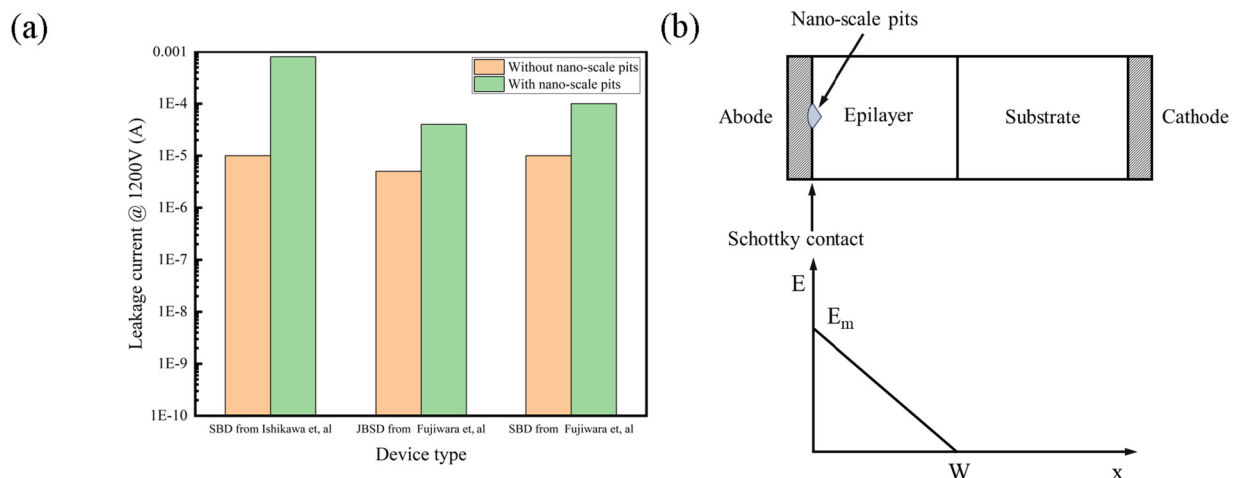 (a)
Leakage current @ 1200V (A)
0.001
1E-4
1E-5
1E-6
1E-7
1E-8
1E-9
1E-10
Without nano-scale pits
With nano-scale pits
SBD from Ishikawa et, al
JBSD from Fujiwara et, al
SBD from Fujiwara et, al
Device type
(b)
Nano-scale pits
Abode
Epilayer
Substrate
Cathode
Schottky contact
E
Em
W
x